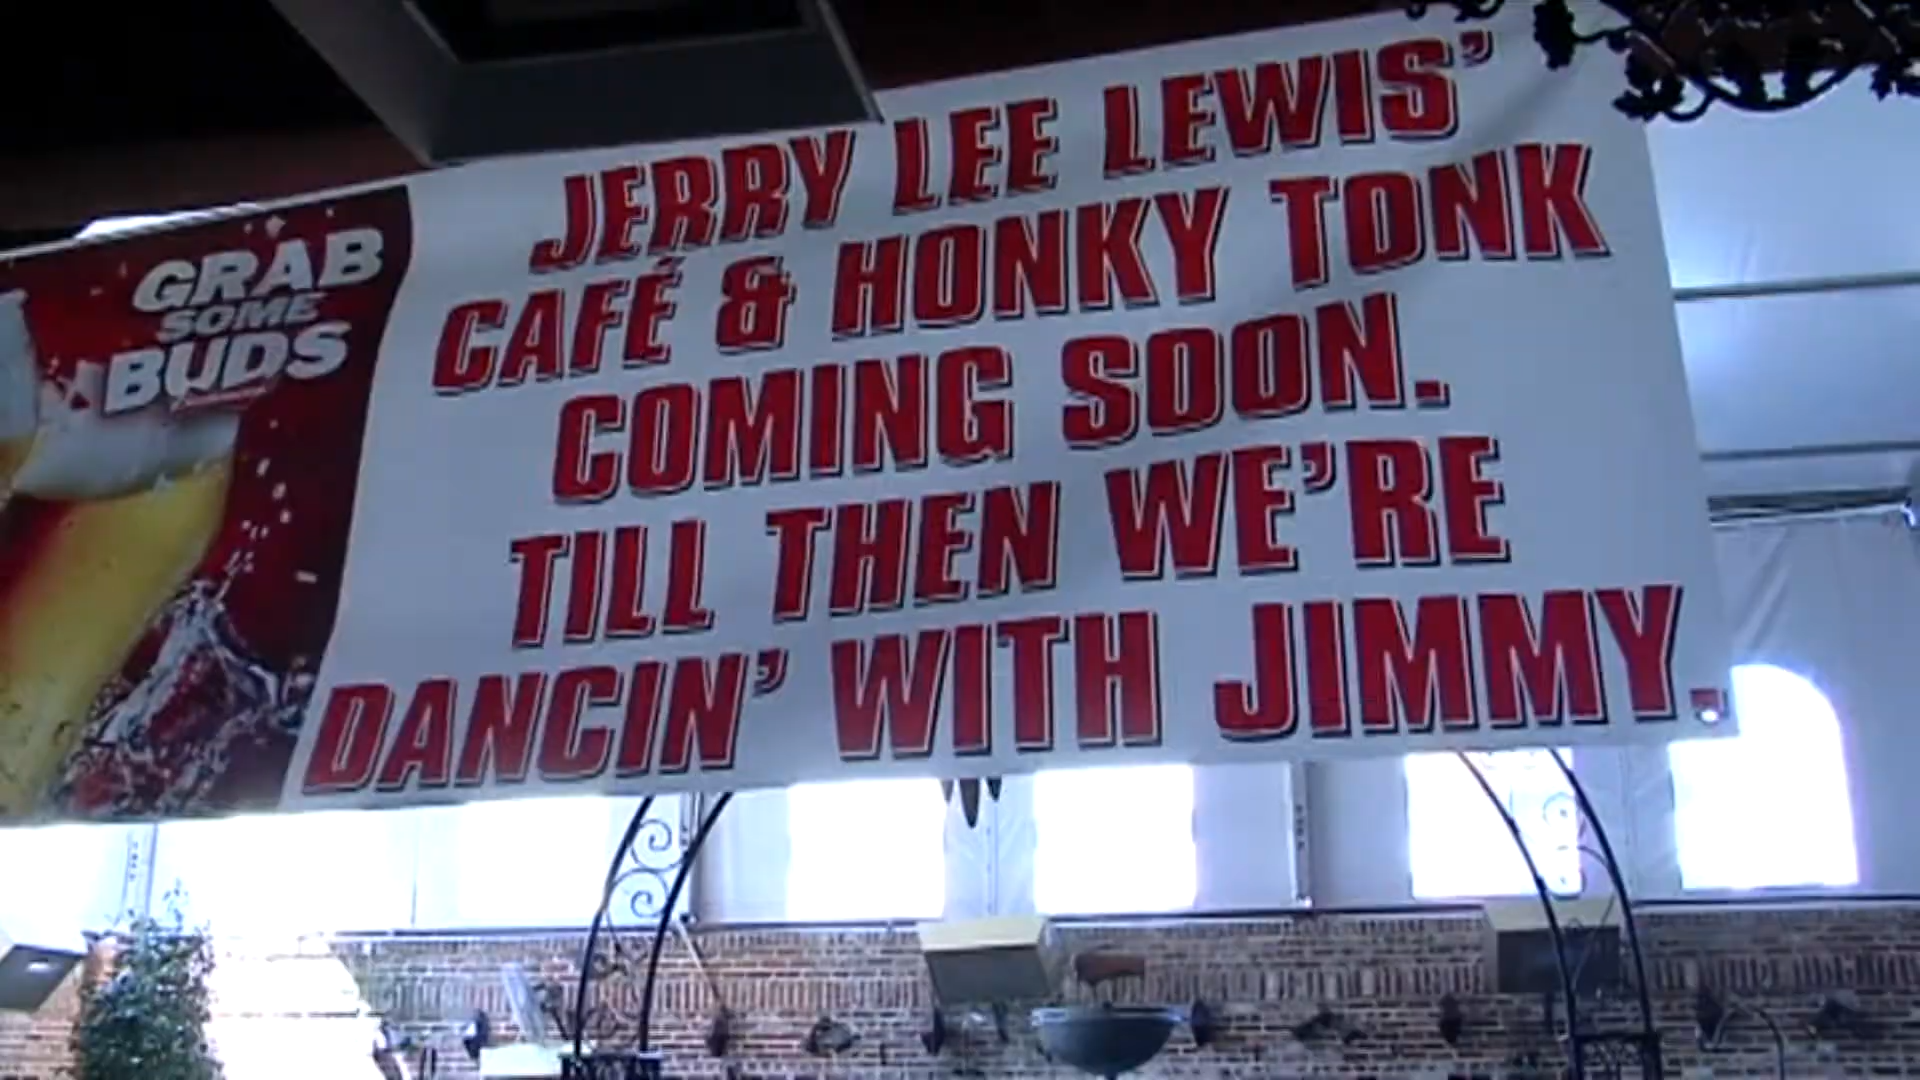 GRAB
SOME
BUDS
JERRY LEE LEWIS'
CAFÉ & HONKY TONK
COMING SOON.
TILL THEN WE'RE
DANCIN' WITH JIMMY.